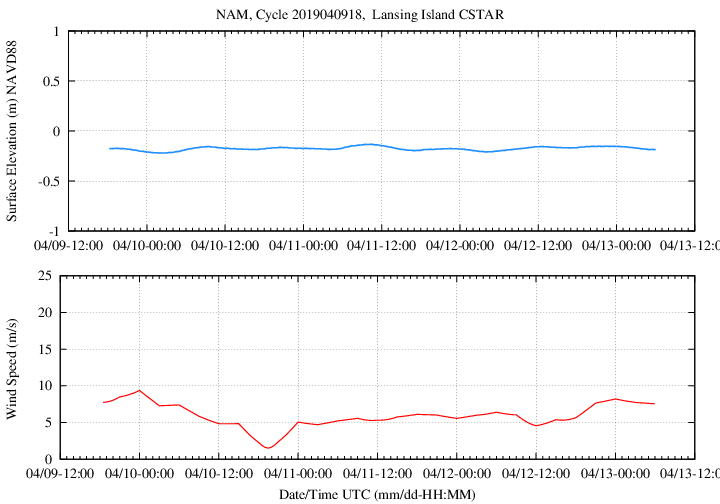 NAM, Cycle 2019040918, Lansing Island CSTAR
Surface Elevation (m) NAVD88
1
0.5
0
-0.5
-1
04/09-12:00 04/10-00:00 04/10-12:00 04/11-00:00 04/11-12:00 04/12-00:00 04/12-12:00 04/13-00:00 04/13-12:0
Wind Speed (m/s)
25
20
15
10
5
0
04/09-12:00 04/10-00:00 04/10-12:00 04/11-00:00 04/11-12:00 04/12-00:00 04/12-12:00 04/13-00:00 04/13-12:0
Date/Time UTC (mm/dd-HH:MM)